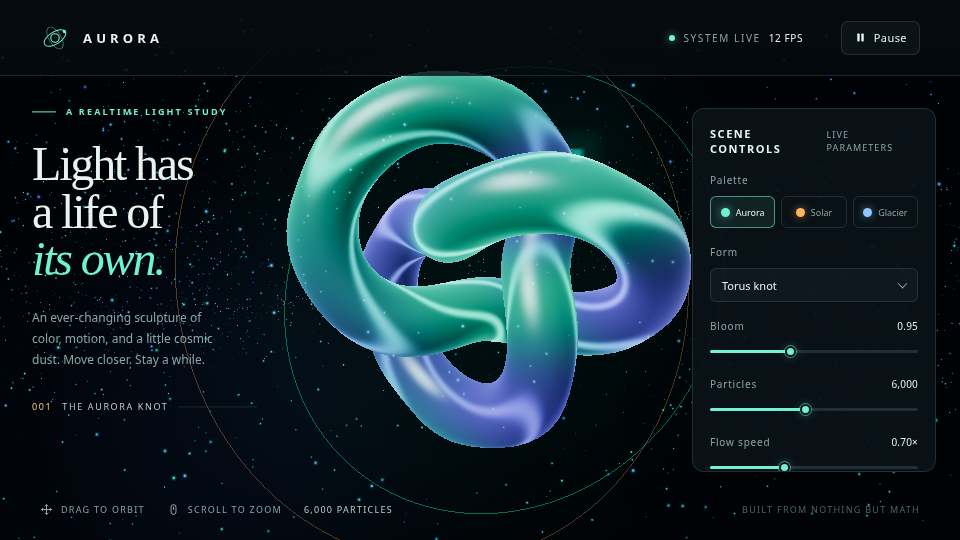 AURORA
SYSTEM LIVE 12 FPS
Pause
A REALTIME LIGHT STUDY
Light has
a life of
its own.
An ever-changing sculpture of
color, motion, and a little cosmic
dust. Move closer. Stay a while.
001 THE AURORA KNOT
SCENE
CONTROLS
LIVE
PARAMETERS
Palette
Aurora
Solar
Glacier
Form
Torus knot
Bloom 0.95
Particles 6,000
Flow speed 0.70×
DRAG TO ORBIT
SCROLL TO ZOOM
6,000 PARTICLES
BUILT FROM NOTHING BUT MATH